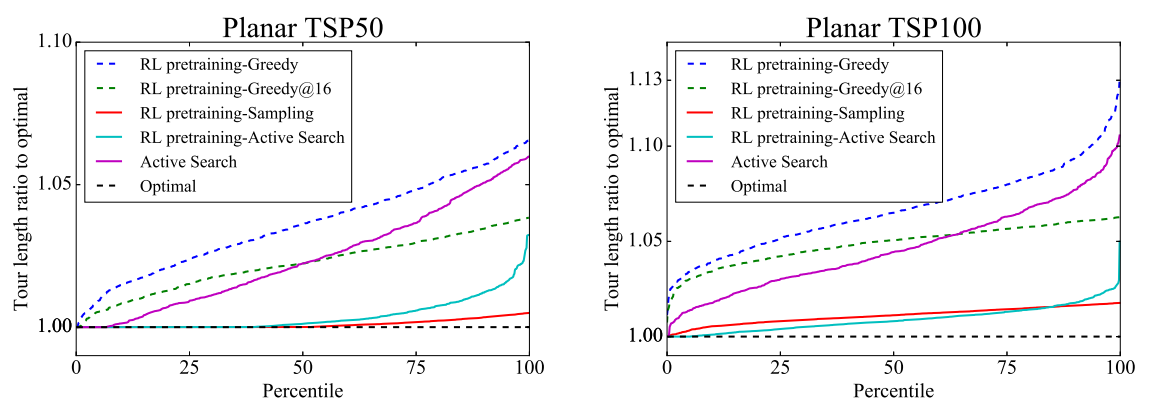 Planar TSP50
Tour length ratio to optimal
1.10
1.05
1.00
RL pretraining-Greedy
RL pretraining-Greedy@16
RL pretraining-Sampling
RL pretraining-Active Search
Active Search
Optimal
0 25 50 75 100
Percentile
Planar TSP100
Tour length ratio to optimal
1.13
1.10
1.05
1.00
RL pretraining-Greedy
RL pretraining-Greedy@16
RL pretraining-Sampling
RL pretraining-Active Search
Active Search
Optimal
0 25 50 75 100
Percentile